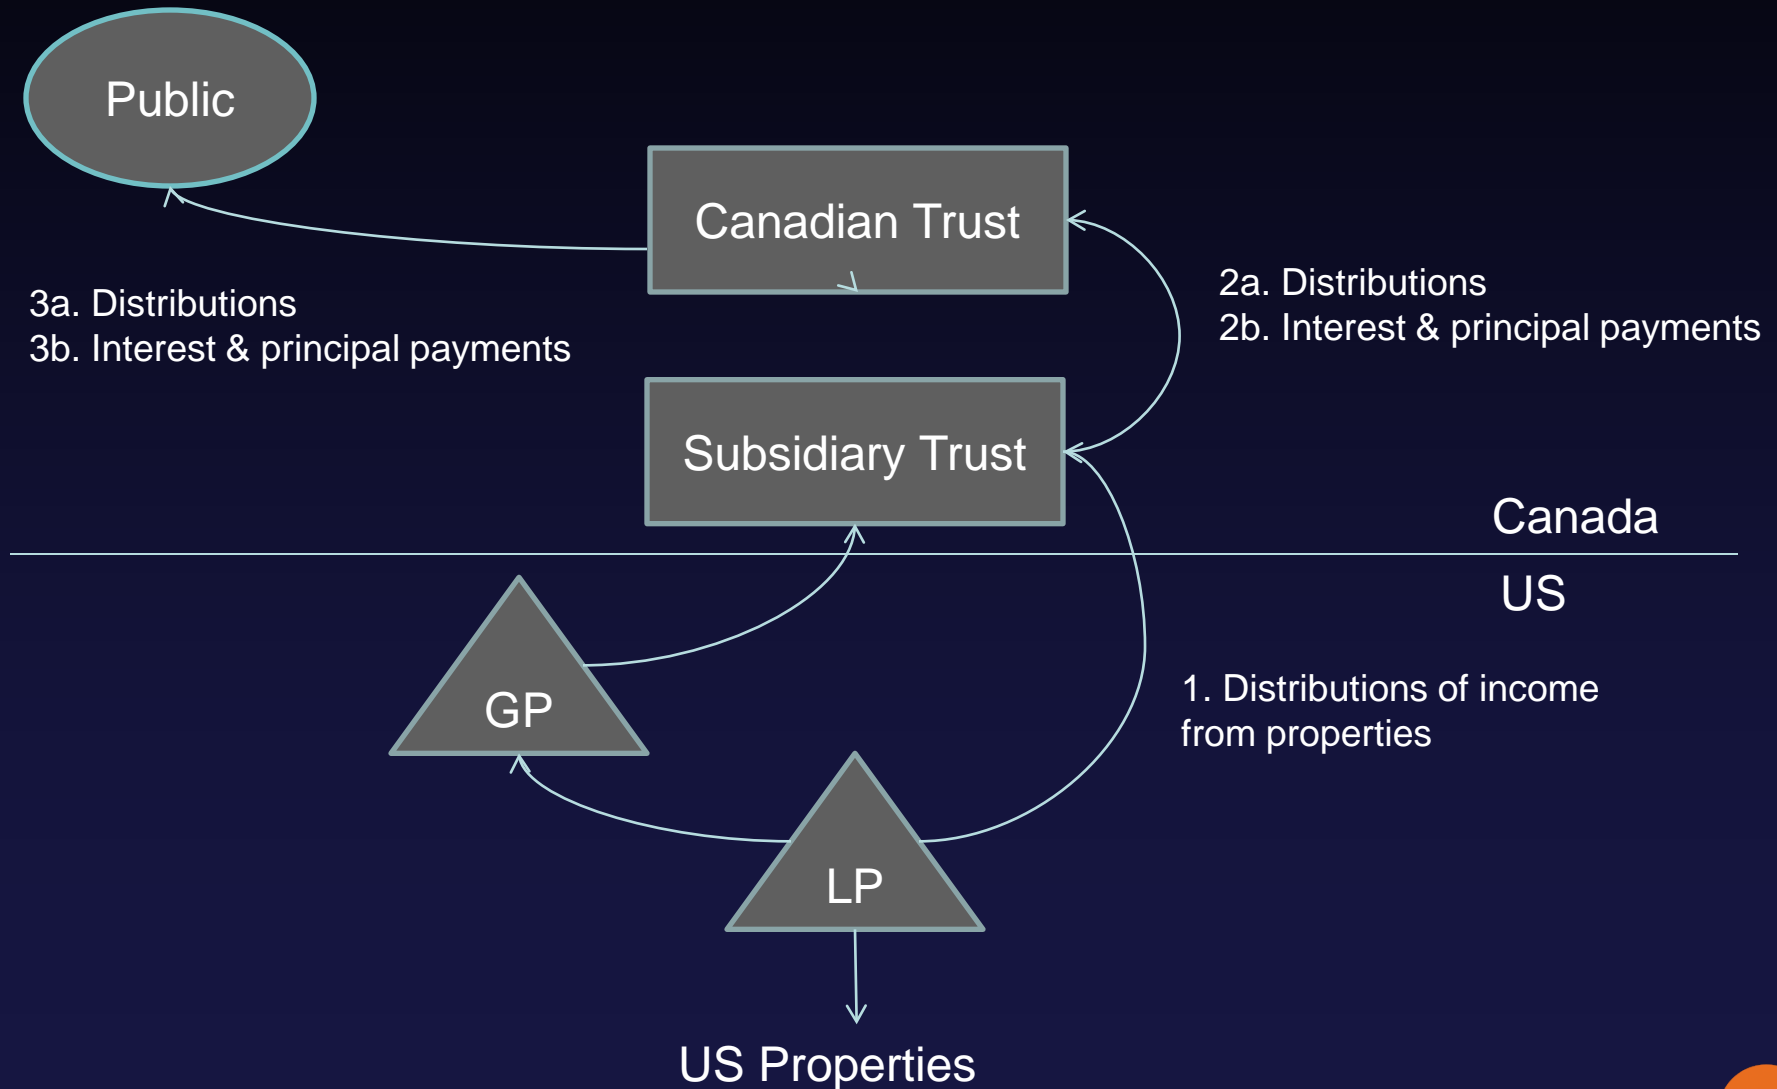 Public
Canadian Trust
2a. Distributions
2b. Interest & principal payments
3a. Distributions
3b. Interest & principal payments
Subsidiary Trust
Canada
US
GP
1. Distributions of income
from properties
LP
US Properties